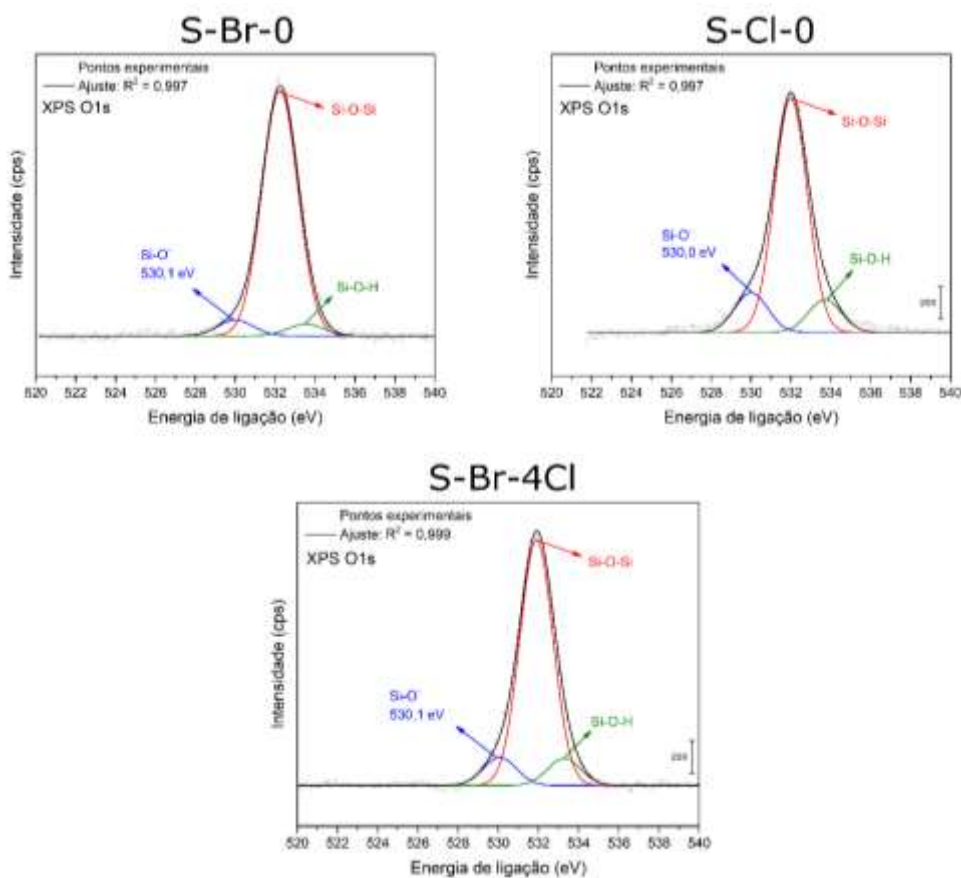 S-Br-0
Pontos experimentais
Ajuste: R² = 0,997
XPS O1s
Si-O-Si
Si-O⁻
530,1 eV
Si-O-H
Intensidade (cps)
520 522 524 526 528 530 532 534 536 538 540
Energia de ligação (eV)
S-Cl-0
Pontos experimentais
Ajuste: R² = 0,997
XPS O1s
Si-O-Si
Si-O⁻
530,0 eV
Si-O-H
Intensidade (cps)
520 522 524 526 528 530 532 534 536 538 540
Energia de ligação (eV)
S-Br-4Cl
Pontos experimentais
Ajuste: R² = 0,999
XPS O1s
Si-O-Si
Si-O⁻
530,1 eV
Si-O-H
Intensidade (cps)
520 522 524 526 528 530 532 534 536 538 540
Energia de ligação (eV)